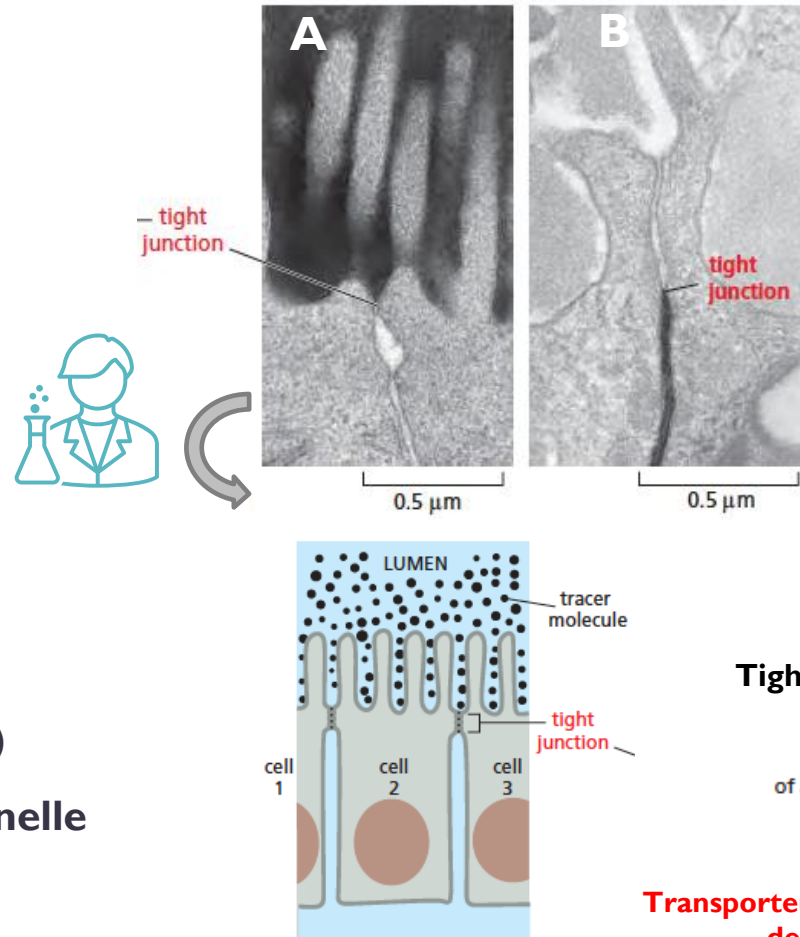 A
B
tight
junction
tight
junction
0.5 µm
0.5 µm
LUMEN
tracer
molecule
tight
junction
cell
1
cell
2
cell
3
)
nelle
Tigh
of
Transporte
de